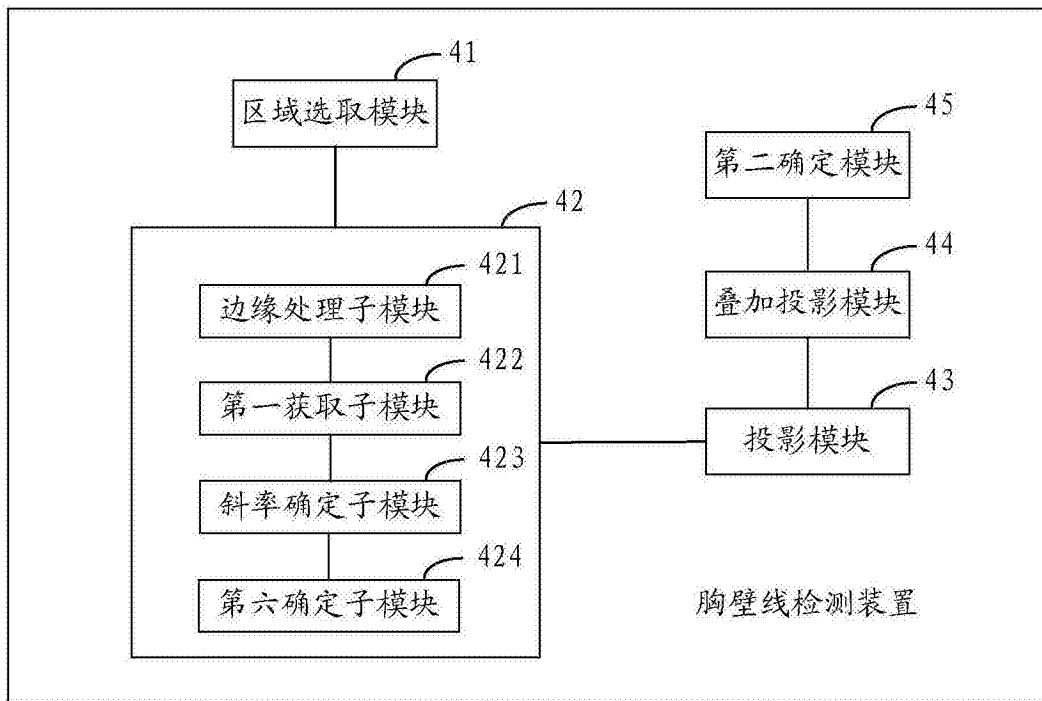 41
区域选取模块
42
421
边缘处理子模块
422
第一获取子模块
423
斜率确定子模块
424
第六确定子模块
45
第二确定模块
44
叠加投影模块
43
投影模块
胸壁线检测装置